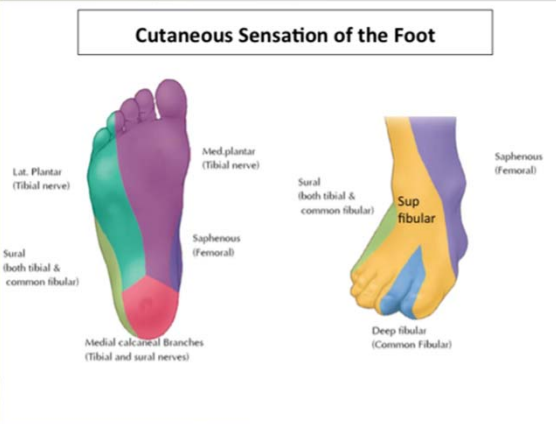 Cutaneous Sensation of the Foot
Med.plantar
(Tibial nerve)
Lat. Plantar
(Tibial nerve)
Saphenous
(Femoral)
Sural
(both tibial &
common fibular)
Medial calcaneal Branches
(Tibial and sural nerves)
Saphenous
(Femoral)
Sural
(both tibial &
common fibular)
Sup
fibular
Deep fibular
(Common Fibular)